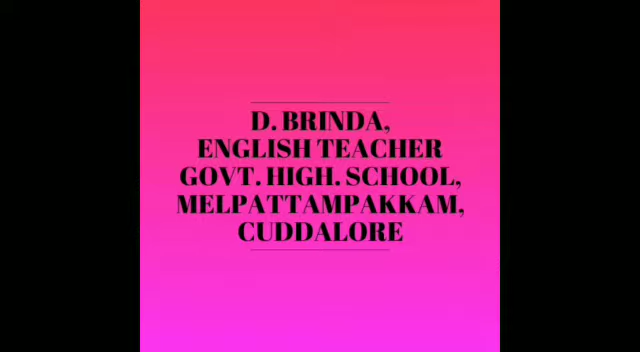 D. BRINDA,
ENGLISH TEACHER
GOVT. HIGH. SCHOOL,
MELPATTAMPAKKAM,
CUDDALORE